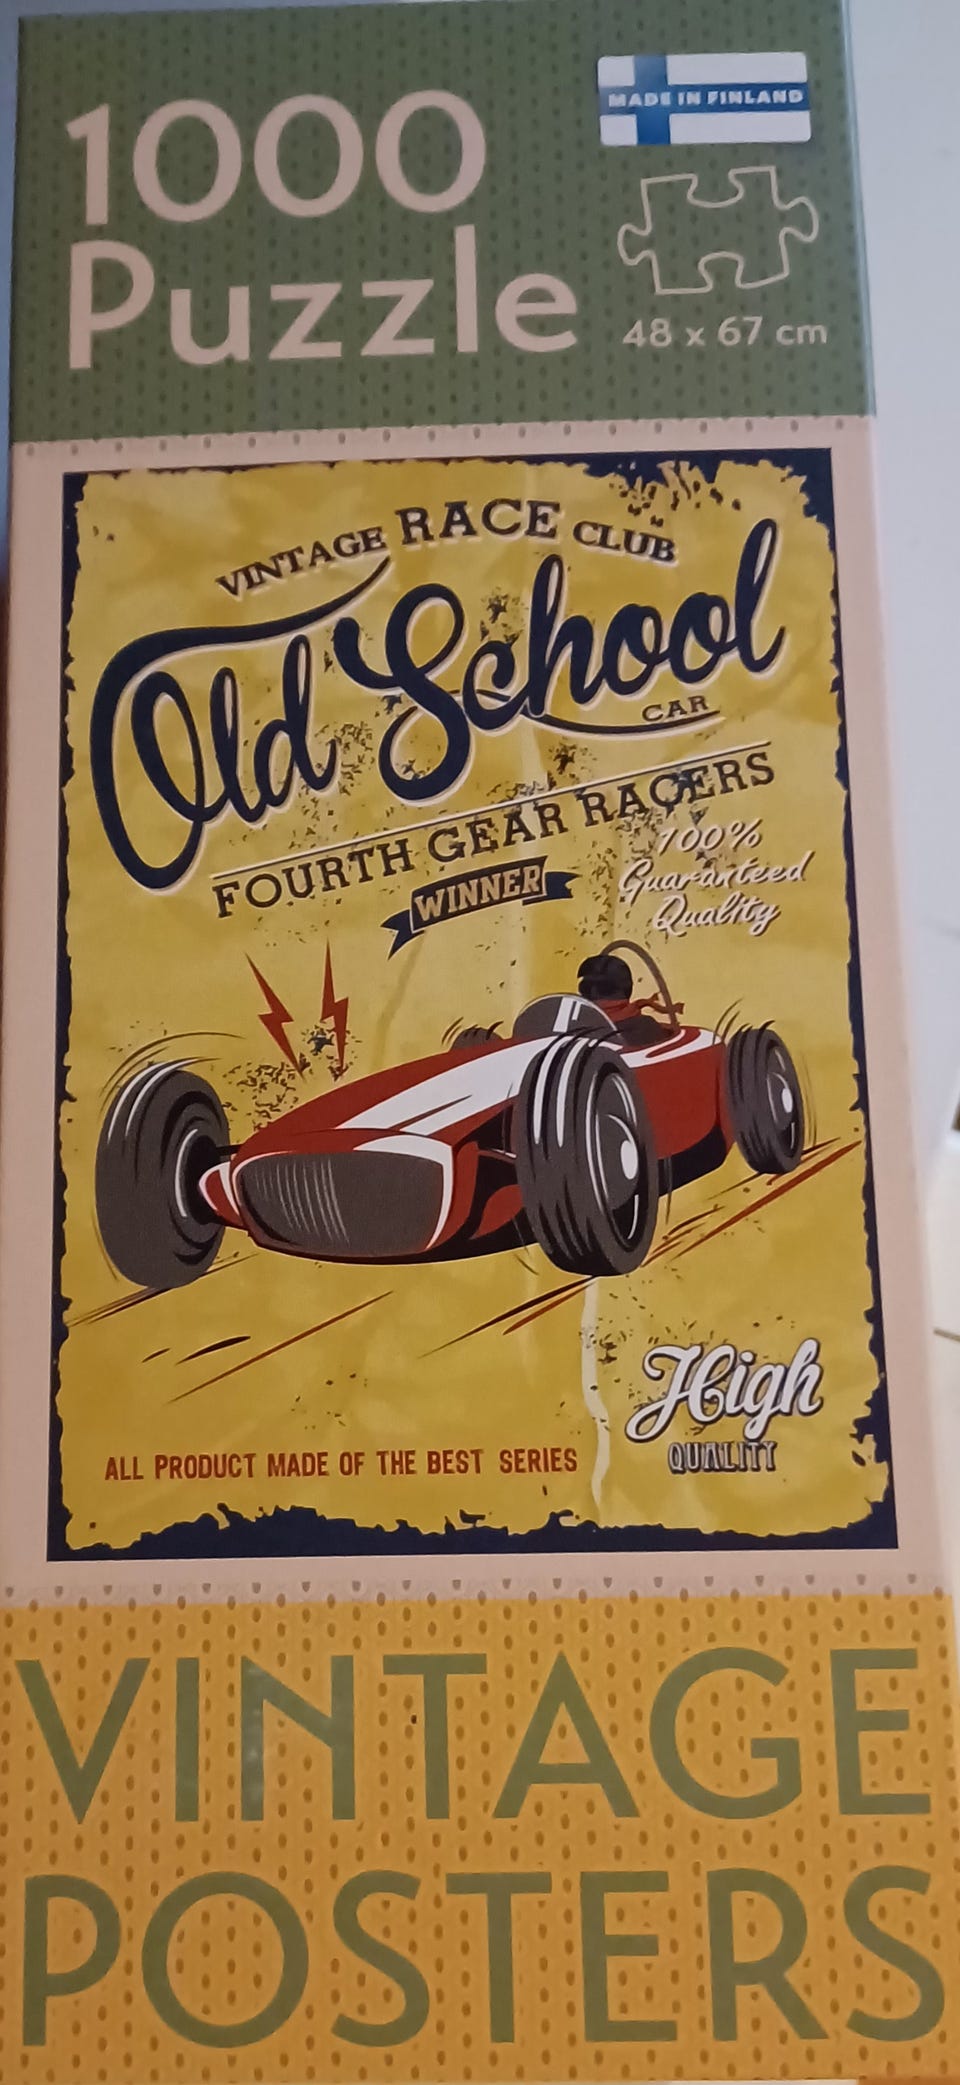 1000
Puzzle
MADE IN FINLAND
48 x 67 cm
VINTAGE RACE CLUB
Old School
CAR
FOURTH GEAR RACERS
WINNER
100%
Guaranteed
Quality
High
QUALITY
ALL PRODUCT MADE OF THE BEST SERIES
VINTAGE
POSTERS